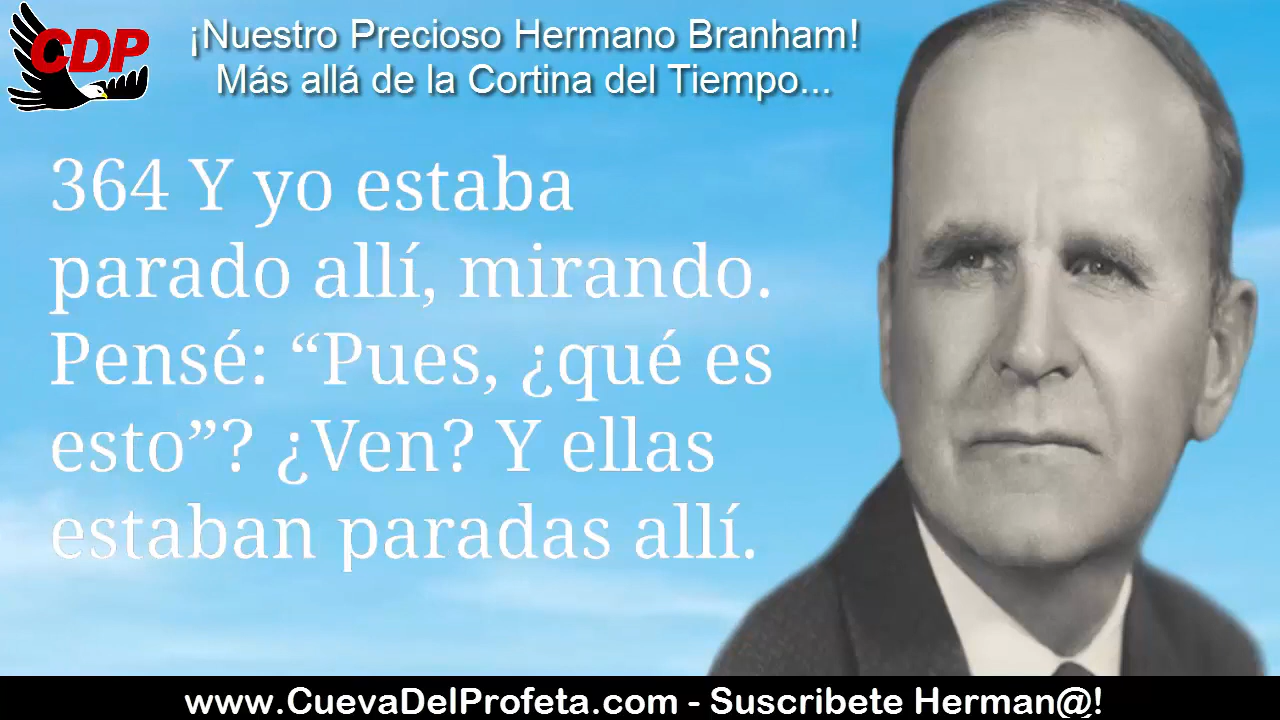 CDP
¡Nuestro Precioso Hermano Branham!
Más allá de la Cortina del Tiempo...
364 Y yo estaba
parado allí, mirando.
Pensé: “Pues, ¿qué es
esto”? ¿Ven? Y ellas
estaban paradas allí.
www.CuevaDelProfeta.com - Suscribete Herman@!